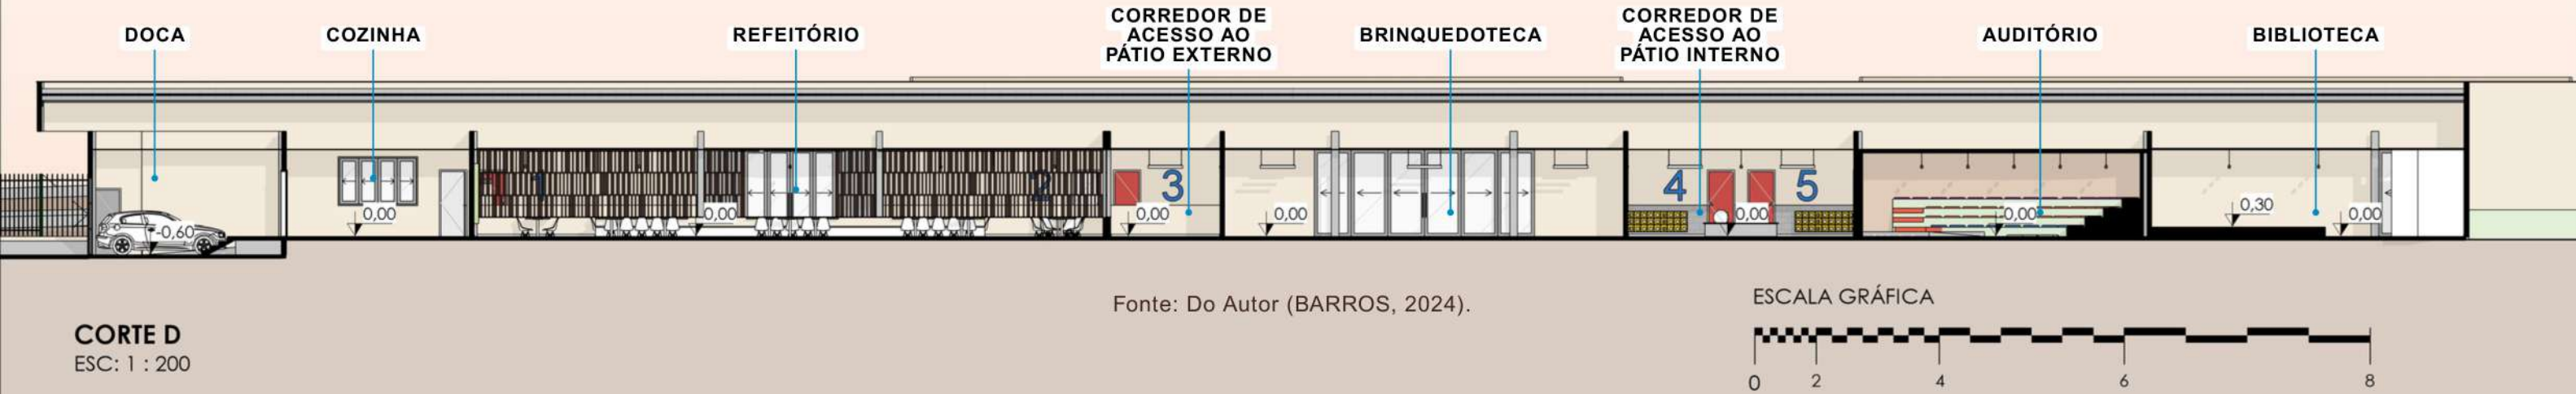 DOCA
COZINHA
REFEITÓRIO
CORREDOR DE
ACESSO AO
PÁTIO EXTERNO
BRINQUEDOTECA
CORREDOR DE
ACESSO AO
PÁTIO INTERNO
AUDITÓRIO
BIBLIOTECA
1
2
3
4
5
-0,60
0,00
0,00
0,00
0,00
0,00
0,00
0,30
0,00
Fonte: Do Autor (BARROS, 2024).
CORTE D
ESC: 1 : 200
ESCALA GRÁFICA
0 2 4 6 8